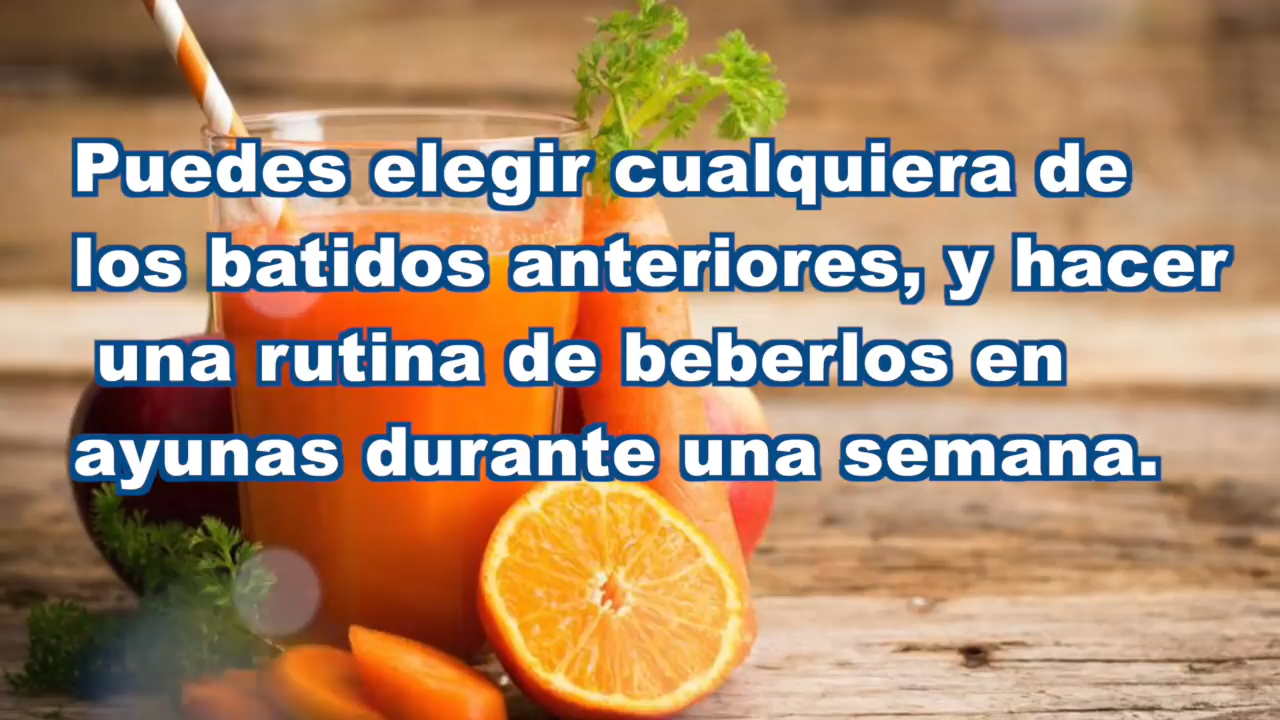 Puedes elegir cualquiera de
los batidos anteriores, y hacer
una rutina de beberlos en
ayunas durante una semana.